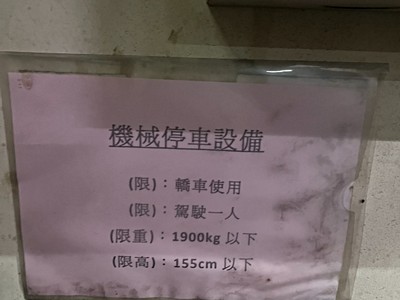 機械停車設備
(限)：轎車使用
(限)：駕駛一人
(限重)：1900kg 以下
(限高)：155cm 以下